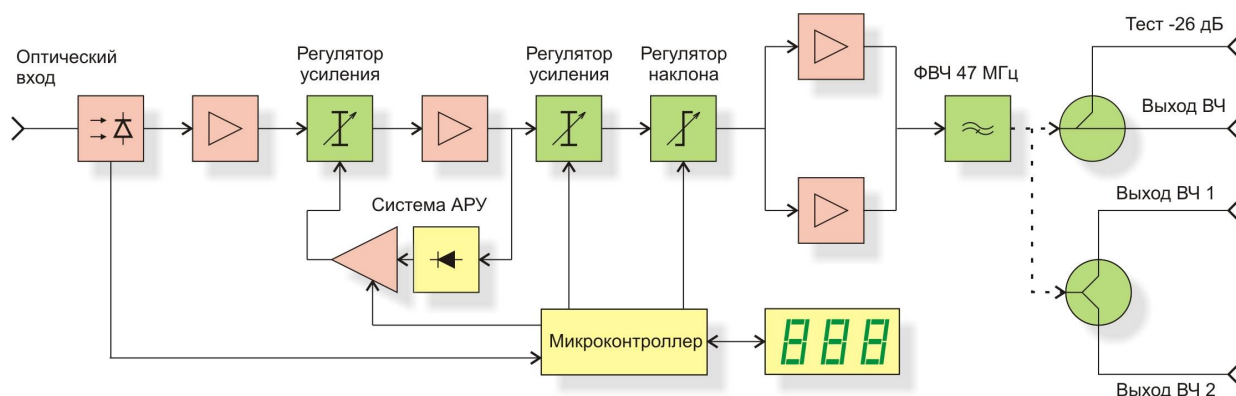 Оптический
вход
Регулятор
усиления
Регулятор
усиления
Регулятор
наклона
ФВЧ 47 МГц
Тест -26 дБ
Выход ВЧ
Система АРУ
Выход ВЧ 1
Микроконтроллер
888
Выход ВЧ 2